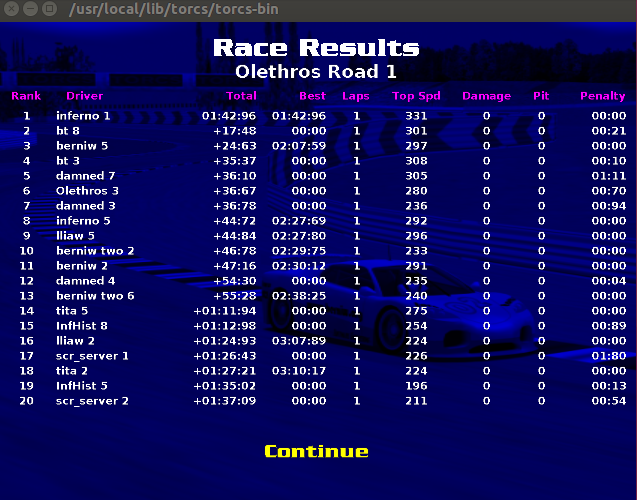 /usr/local/lib/torcs/torcs-bin
Race Results
Olethros Road 1
Rank Driver Total Best Laps Top Spd Damage Pit Penalty
1 inferno 1 01:42:96 01:42:96 1 331 0 0 00:00
2 bt 8 +17:48 00:00 1 301 0 0 00:21
3 berniw 5 +24:63 02:07:59 1 297 0 0 00:00
4 bt 3 +35:37 00:00 1 308 0 0 00:10
5 damned 7 +36:10 00:00 1 305 0 0 01:11
6 Olethros 3 +36:67 00:00 1 280 0 0 00:70
7 damned 3 +36:78 00:00 1 236 0 0 00:94
8 inferno 5 +44:72 02:27:69 1 292 0 0 00:00
9 lliaw 5 +44:84 02:27:80 1 296 0 0 00:00
10 berniw two 2 +46:78 02:29:75 1 233 0 0 00:00
11 berniw 2 +47:16 02:30:12 1 291 0 0 00:00
12 damned 4 +54:30 00:00 1 235 0 0 00:04
13 berniw two 6 +55:28 02:38:25 1 240 0 0 00:00
14 tita 5 +01:11:94 00:00 1 275 0 0 00:00
15 InfHist 8 +01:12:98 00:00 1 254 0 0 00:89
16 lliaw 2 +01:24:93 03:07:89 1 224 0 0 00:00
17 scr_server 1 +01:26:43 00:00 1 226 0 0 01:80
18 tita 2 +01:27:21 03:10:17 1 224 0 0 00:00
19 InfHist 5 +01:35:02 00:00 1 196 0 0 00:13
20 scr_server 2 +01:37:09 00:00 1 211 0 0 00:54
Continue